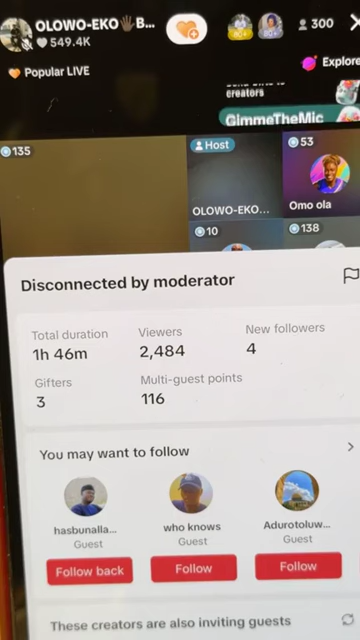 OLOWO-EKO🖐🏿B...
549.4K
80+
80+
300
Popular LIVE
Explore
creators
GimmeTheMic
135
Host
OLOWO-EKO...
53
Omo ola
10
138
Disconnected by moderator
Total duration
1h 46m
Viewers
2,484
New followers
4
Gifters
3
Multi-guest points
116
You may want to follow
hasbunalla...
Guest
Follow back
who knows
Guest
Follow
Adurotoluw...
Guest
Follow
These creators are also inviting guests